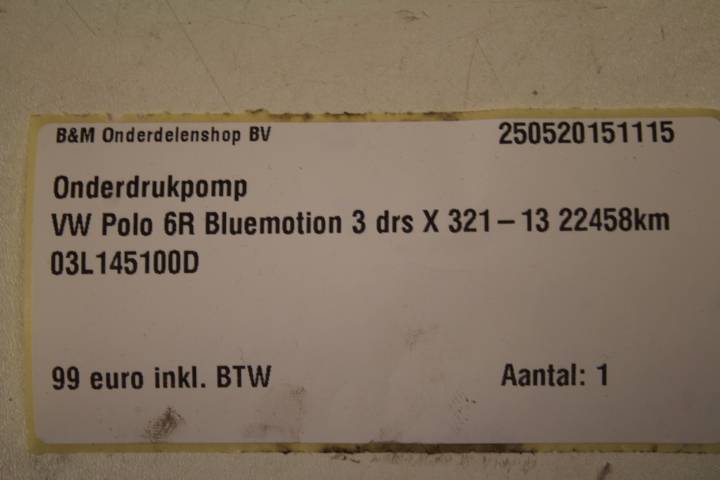 B&M Onderdelenshop BV 250520151115
Onderdrukpomp
VW Polo 6R Bluemotion 3 drs X 321-13 22458km
03L145100D
99 euro inkl. BTW Aantal: 1